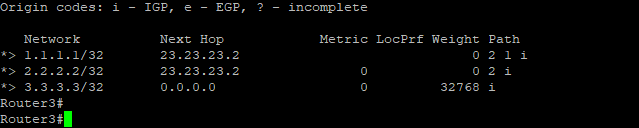 Origin codes: i - IGP, e - EGP, ? - incomplete
Network Next Hop Metric LocPrf Weight Path
*> 1.1.1.1/32 23.23.23.2 0 2 1 i
*> 2.2.2.2/32 23.23.23.2 0 0 2 i
*> 3.3.3.3/32 0.0.0.0 0 32768 i
Router3#
Router3#